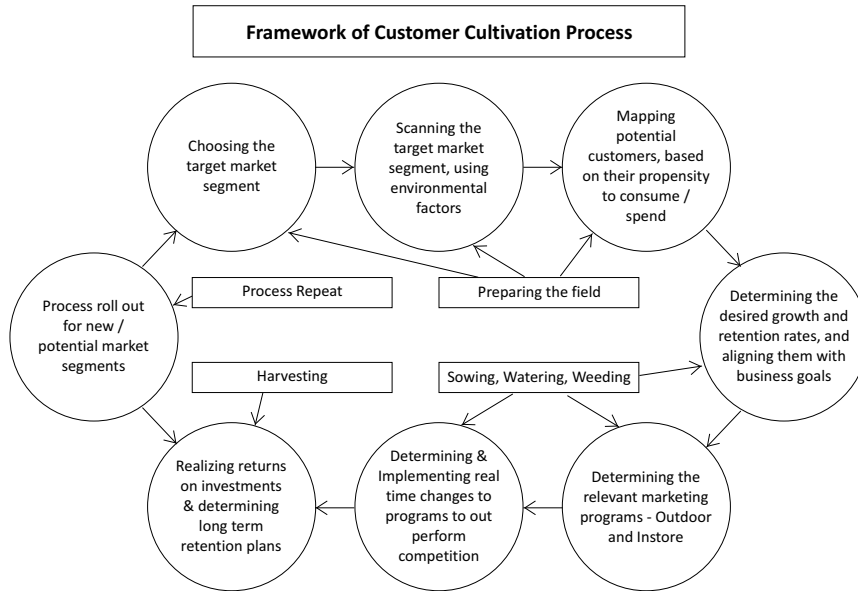 Framework of Customer Cultivation Process
Choosing the
target market
segment
Scanning the
target market
segment, using
environmental
factors
Mapping
potential
customers, based
on their propensity
to consume /
spend
Process roll out
for new /
potential market
segments
Process Repeat
Preparing the field
Determining the
desired growth and
retention rates, and
aligning them with
business goals
Harvesting
Sowing, Watering, Weeding
Realizing returns
on investments
& determining
long term
retention plans
Determining &
Implementing real
time changes to
programs to out
perform
competition
Determining the
relevant marketing
programs - Outdoor
and Instore